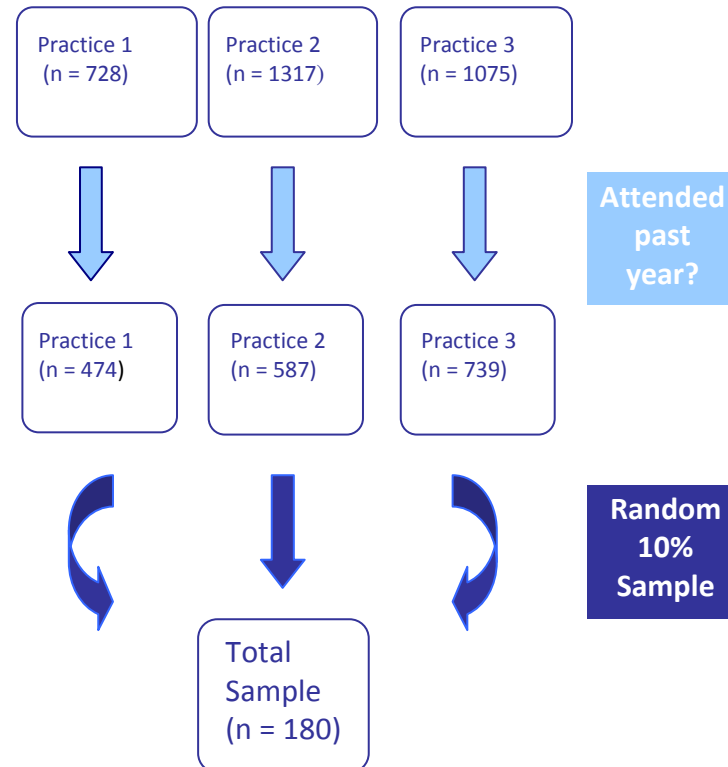 Practice 1
(n = 728)
Practice 2
(n = 1317)
Practice 3
(n = 1075)
Attended
past
year?
Practice 1
(n = 474)
Practice 2
(n = 587)
Practice 3
(n = 739)
Random
10%
Sample
Total
Sample
(n = 180)